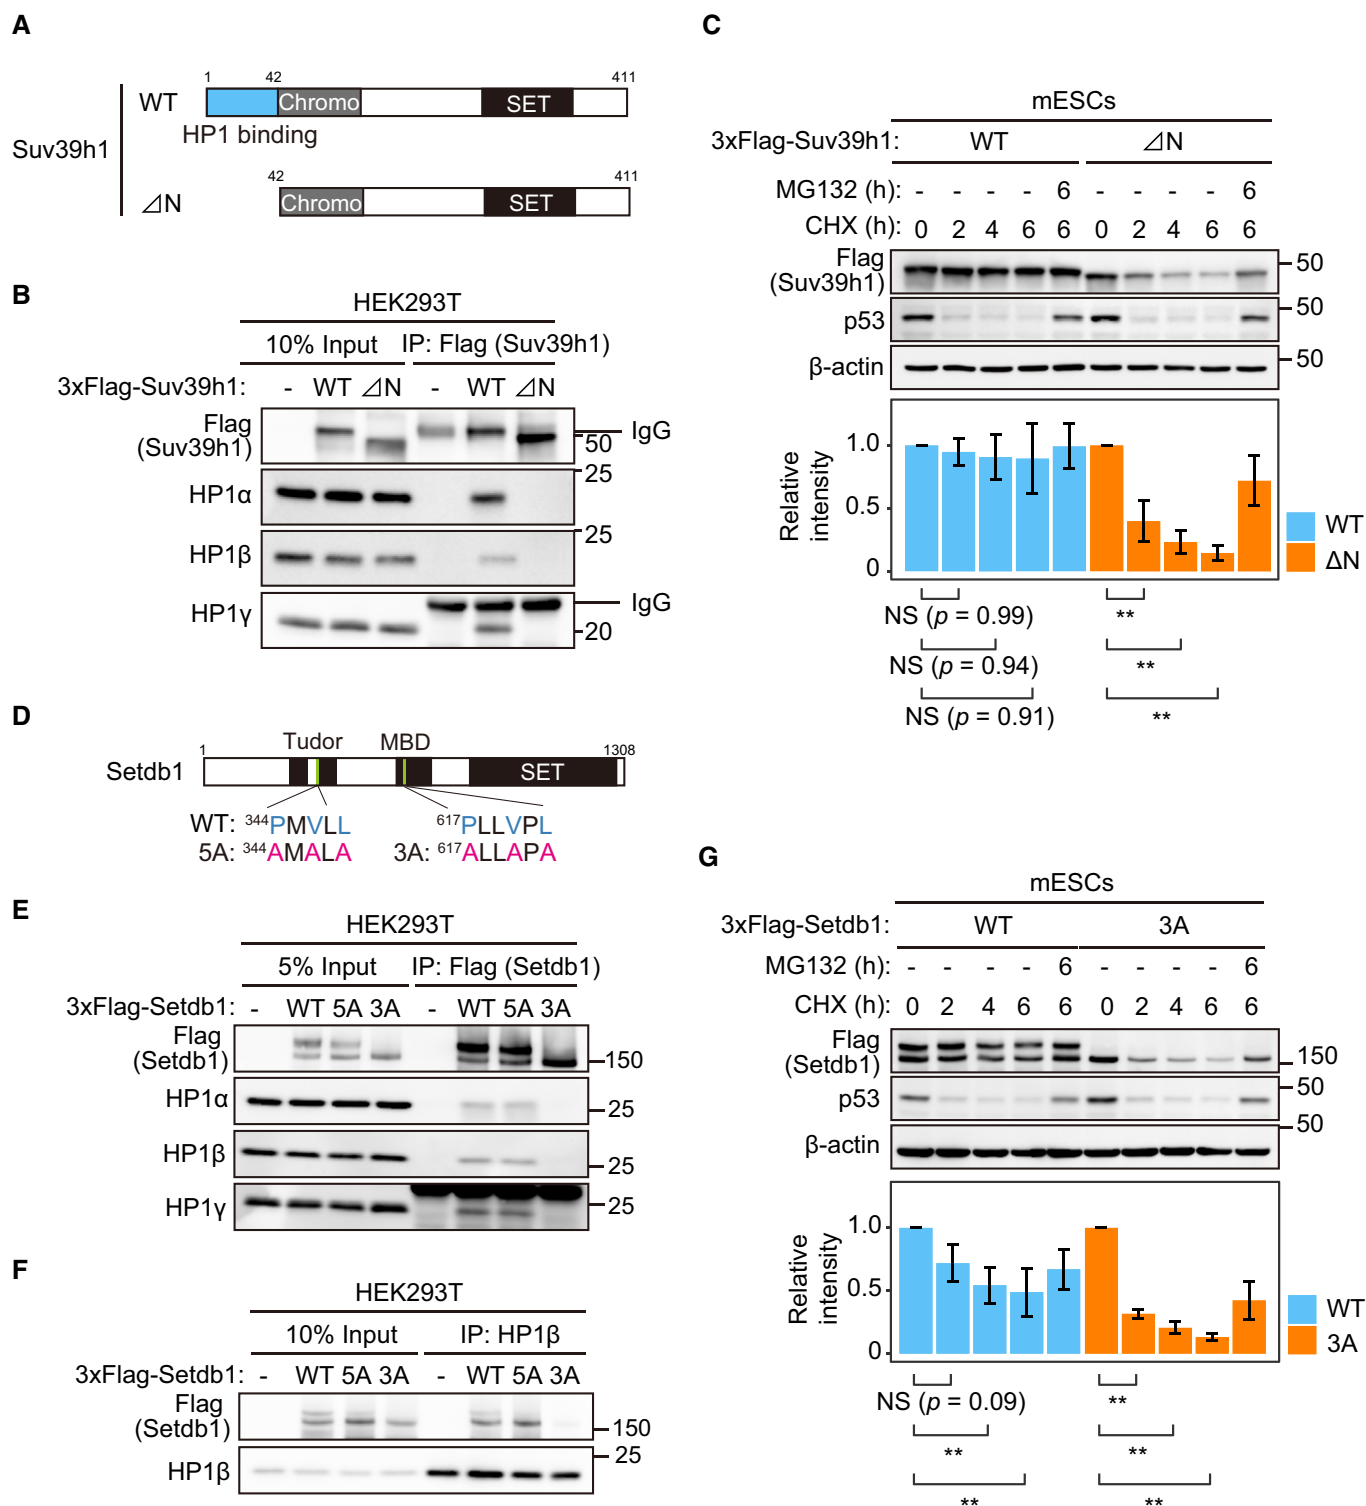 A
1 42 411
Suv39h1
WT Chromo SET
HP1 binding
42 411
⊿N Chromo SET
B
HEK293T
10% Input IP: Flag (Suv39h1)
3xFlag-Suv39h1: - WT ⊿N - WT ⊿N
Flag
(Suv39h1)
IgG
50
HP1α
25
HP1β
25
HP1γ
IgG
20
C
mESCs
3xFlag-Suv39h1: WT ⊿N
MG132 (h): - - - - 6 - - - - 6
CHX (h): 0 2 4 6 6 0 2 4 6 6
Flag
(Suv39h1)
50
p53
50
β-actin
50
Relative
intensity
1.0
0.5
0
WT
ΔN
NS (p = 0.99) **
NS (p = 0.94) **
NS (p = 0.91) **
D
Tudor MBD
1 1308
Setdb1 SET
WT: 344PMVLL 617PLLVPL
5A: 344AMALA 3A: 617ALLAPA
E
HEK293T
5% Input IP: Flag (Setdb1)
3xFlag-Setdb1: - WT 5A 3A - WT 5A 3A
Flag
(Setdb1)
150
HP1α
25
HP1β
25
HP1γ
25
F
HEK293T
10% Input IP: HP1β
3xFlag-Setdb1: - WT 5A 3A - WT 5A 3A
Flag
(Setdb1)
150
25
HP1β
G
mESCs
3xFlag-Setdb1: WT 3A
MG132 (h): - - - - 6 - - - - 6
CHX (h): 0 2 4 6 6 0 2 4 6 6
Flag
(Setdb1)
150
p53
50
β-actin
50
Relative
intensity
1.0
0.5
0
WT
3A
NS (p = 0.09) **
** **
** **